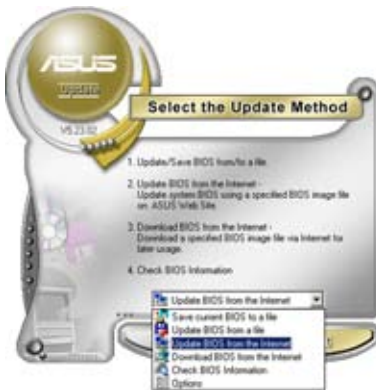 ASUS
Update
V5.23.02
Select the Update Method
1. Update/Save BIOS from/to a file.
2. Update BIOS from the Internet -
Update system BIOS using a specified BIOS image file
on ASUS Web Site.
3. Download BIOS from the Internet -
Download a specified BIOS image file via Internet for
later usage.
4. Check BIOS Information
Update BIOS from the Internet
Save current BIOS to a file
Update BIOS from a file
Update BIOS from the Internet
Download BIOS from the Internet
Check BIOS Information
Options